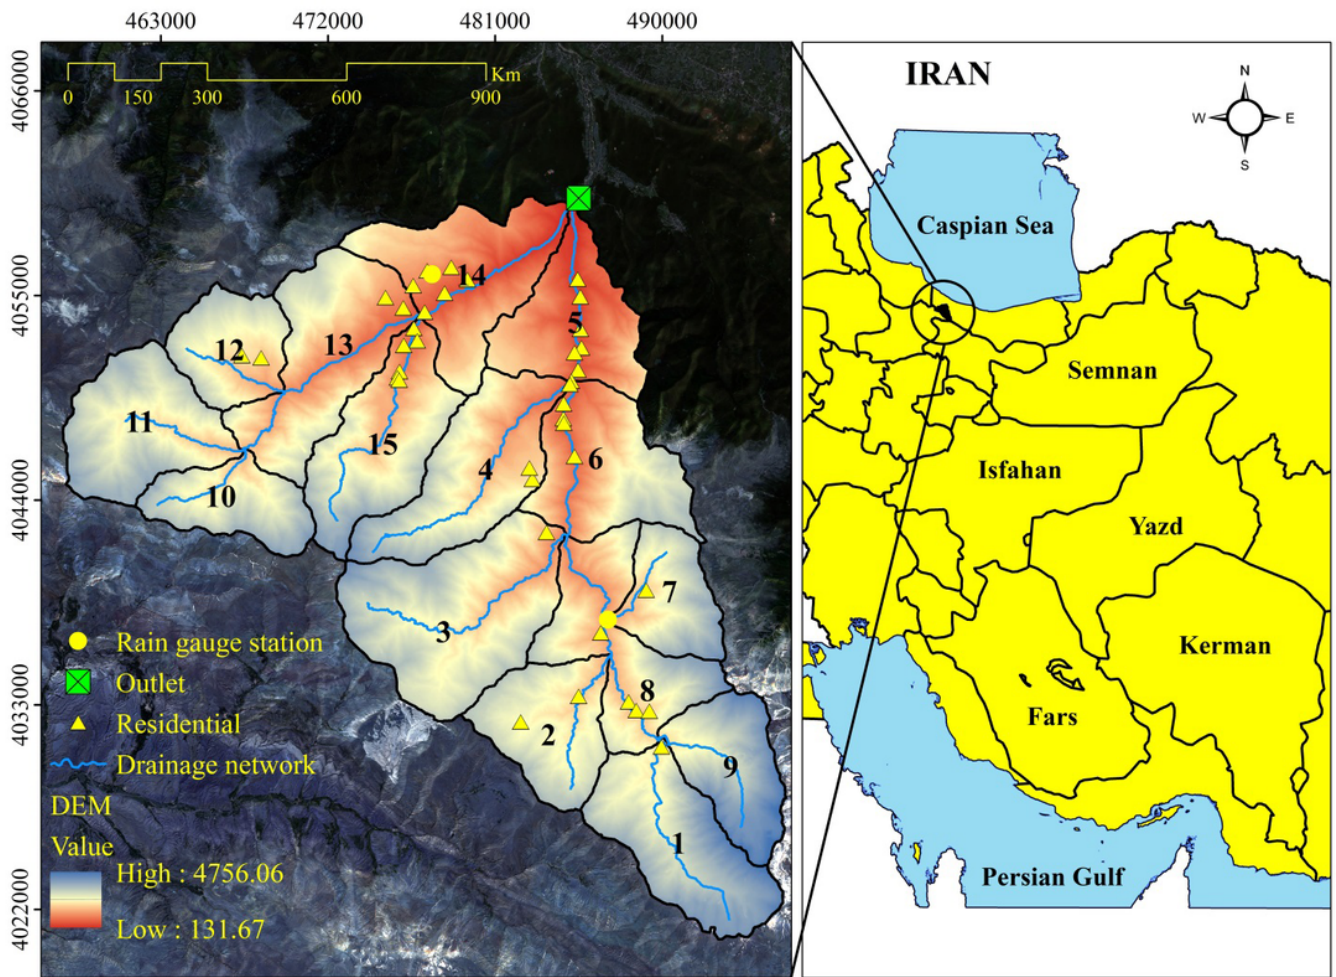 463000 472000 481000 490000
4066000
4055000
4044000
4033000
4022000
Km
0 150 300 600 900
14
5
12
13
11
15
4
6
10
7
3
8
2
9
1
Rain gauge station
Outlet
Residential
Drainage network
DEM
Value
High : 4756.06
Low : 131.67
IRAN
N
W E
S
Caspian Sea
Semnan
Isfahan
Yazd
Kerman
Fars
Persian Gulf